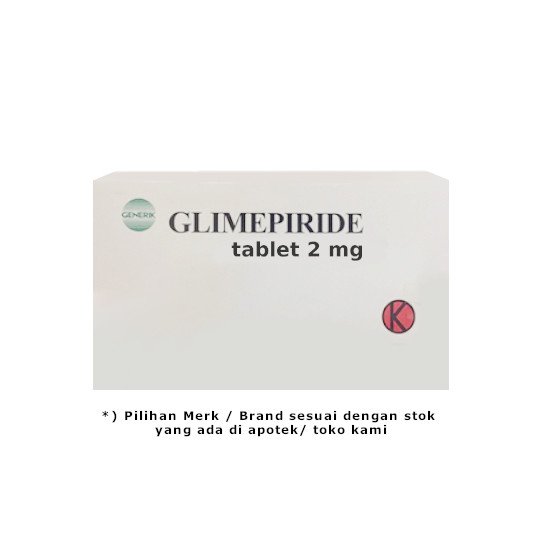 GENERIK
GLIMEPIRIDE
tablet 2 mg
K
*) Pilihan Merk / Brand sesuai dengan stok
yang ada di apotek/ toko kami